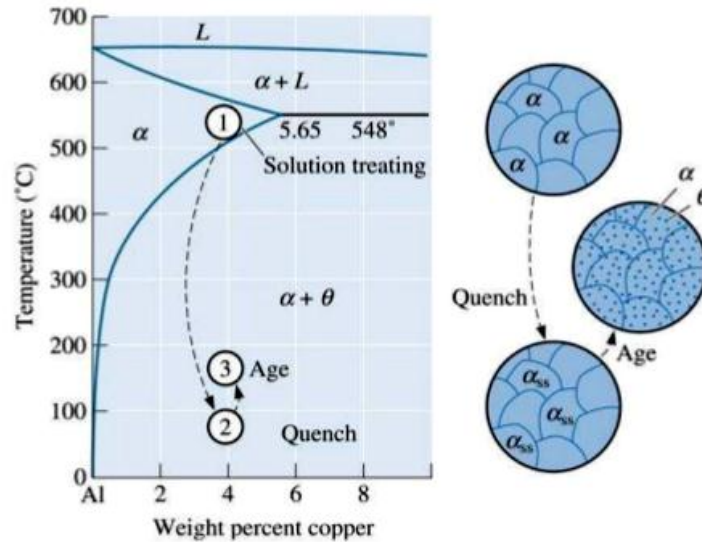 700
600
500
400
300
200
100
0
Temperature (°C)
L
α + L
α
1
5.65 548°
Solution treating
α + θ
3 Age
2
Quench
Al 2 4 6 8
Weight percent copper
α
α
α
α
θ
Quench
Age
αss
αss
αss